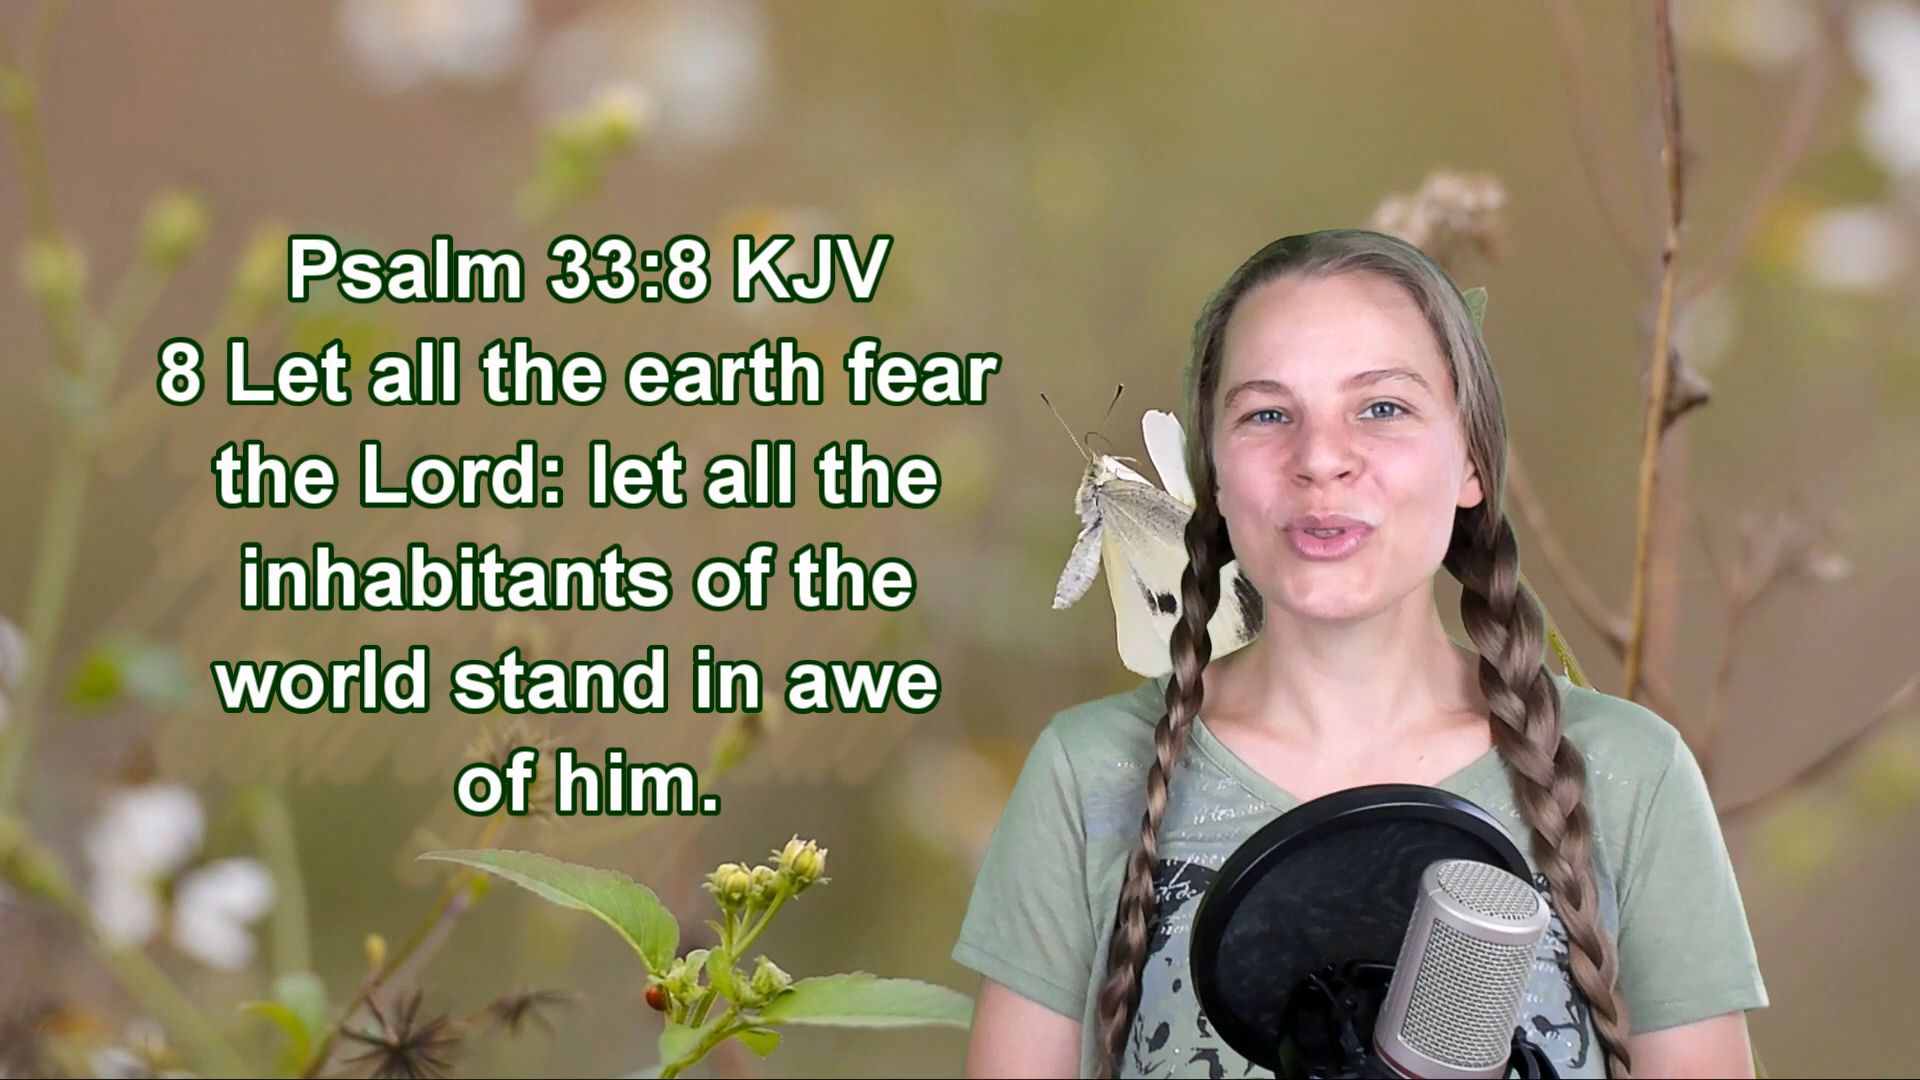 Psalm 33:8 KJV
8 Let all the earth fear
the Lord: let all the
inhabitants of the
world stand in awe
of him.